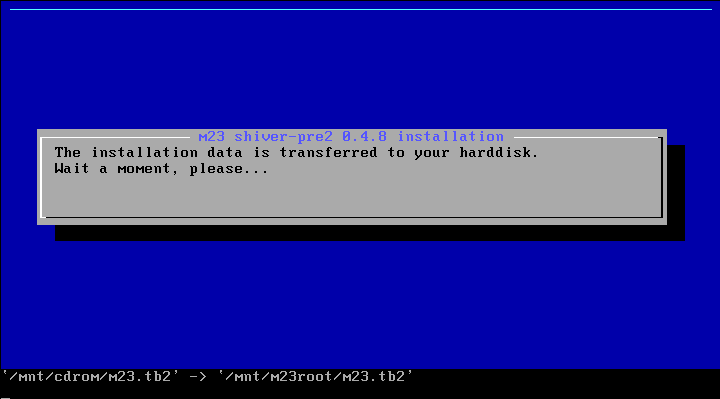 m23 shiver-pre2 0.4.8 installation
The installation data is transferred to your harddisk.
Wait a moment, please...
`/mnt/cdrom/m23.tb2' -> `/mnt/m23root/m23.tb2'